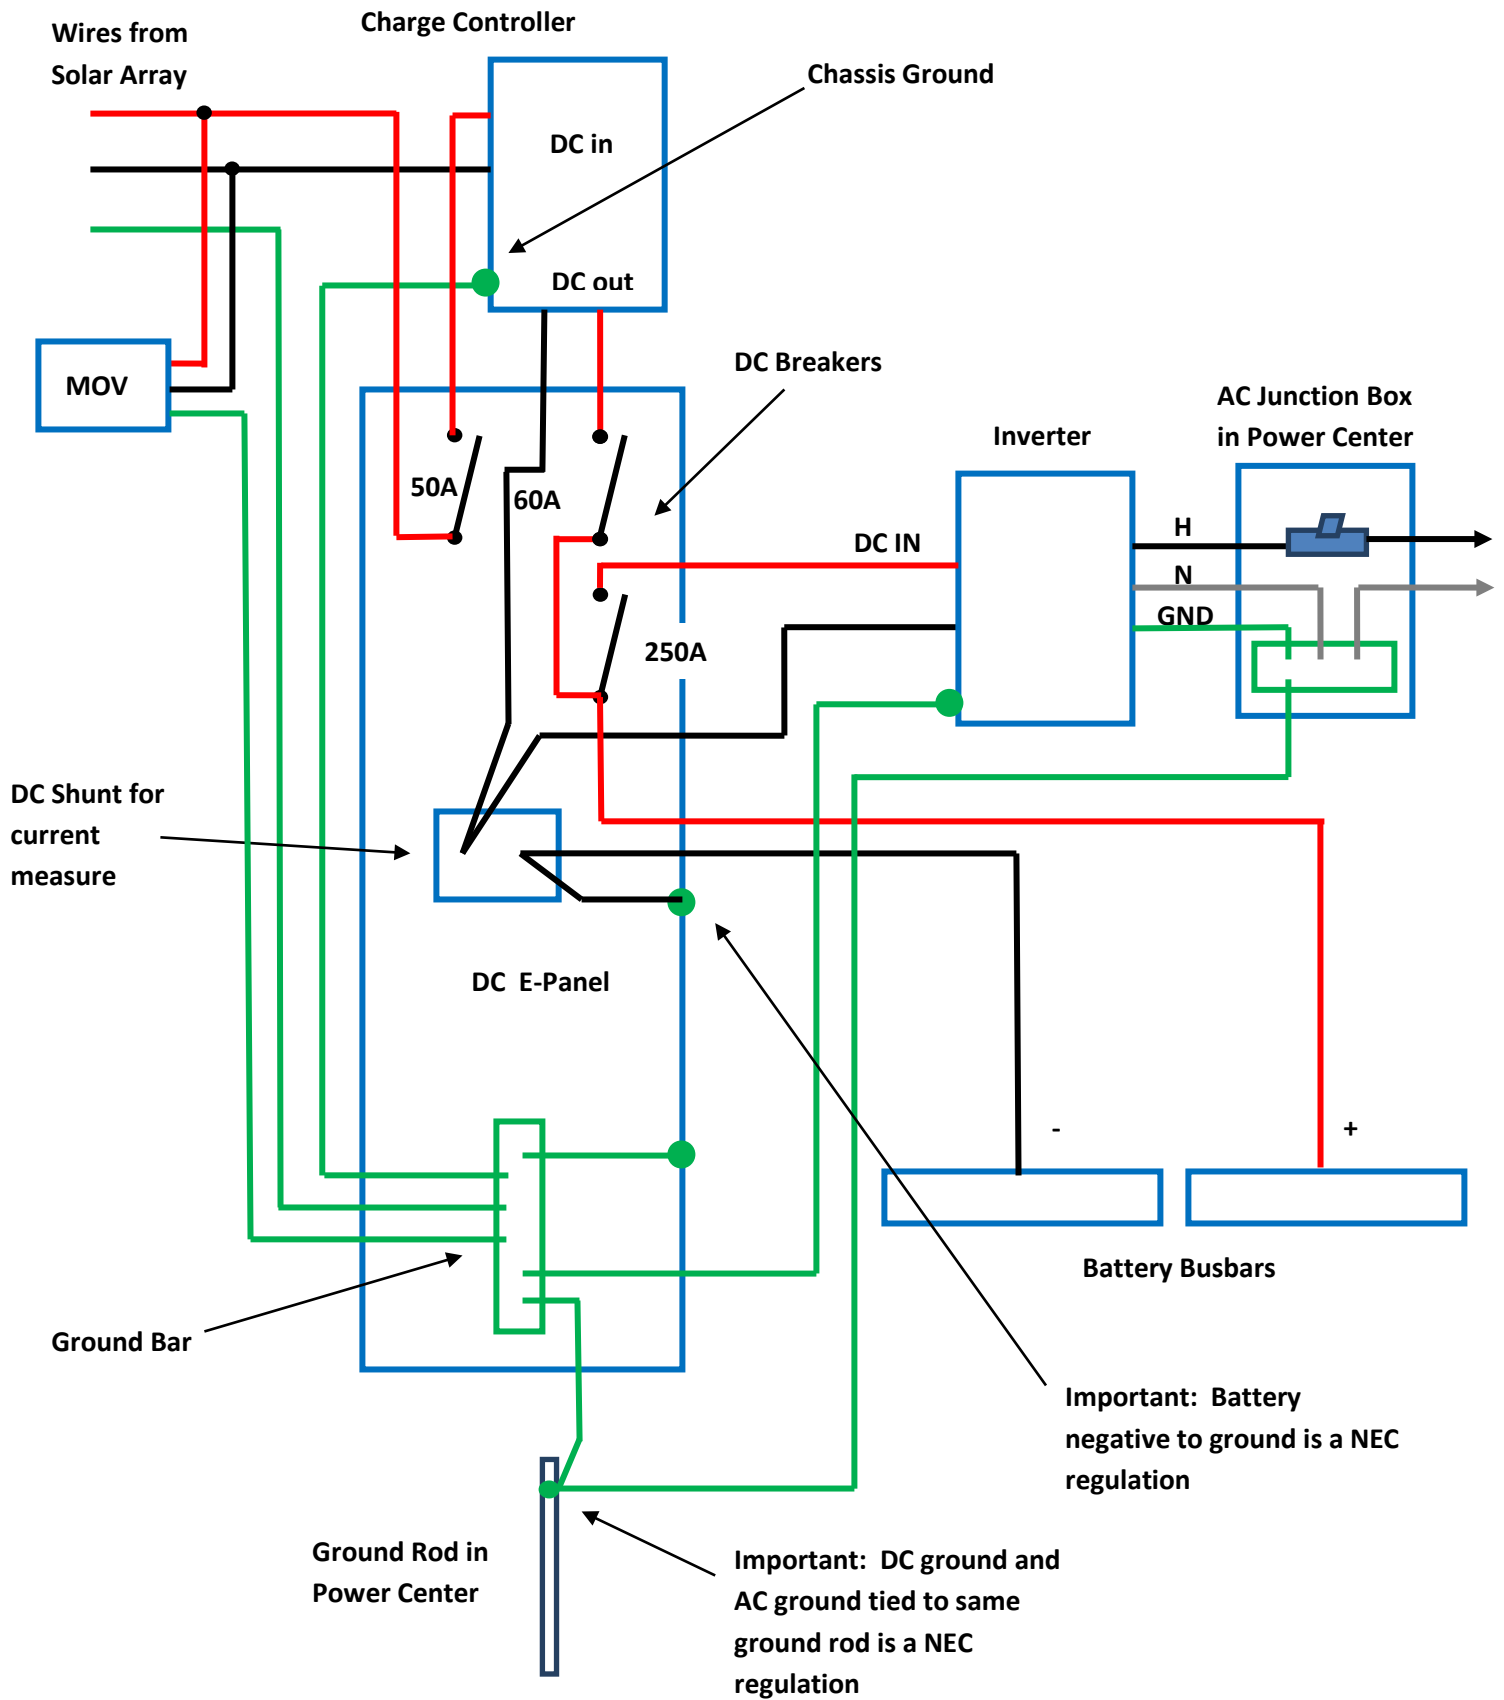 Charge Controller
Wires from
Solar Array
Chassis Ground
DC in
DC out
MOV
DC Breakers
AC Junction Box
in Power Center
Inverter
50A
60A
H
DC IN
N
GND
250A
DC Shunt for
current
measure
DC  E-Panel
-
+
Battery Busbars
Ground Bar
Important:  Battery
negative to ground is a NEC
regulation
Ground Rod in
Power Center
Important:  DC ground and
AC ground tied to same
ground rod is a NEC
regulation